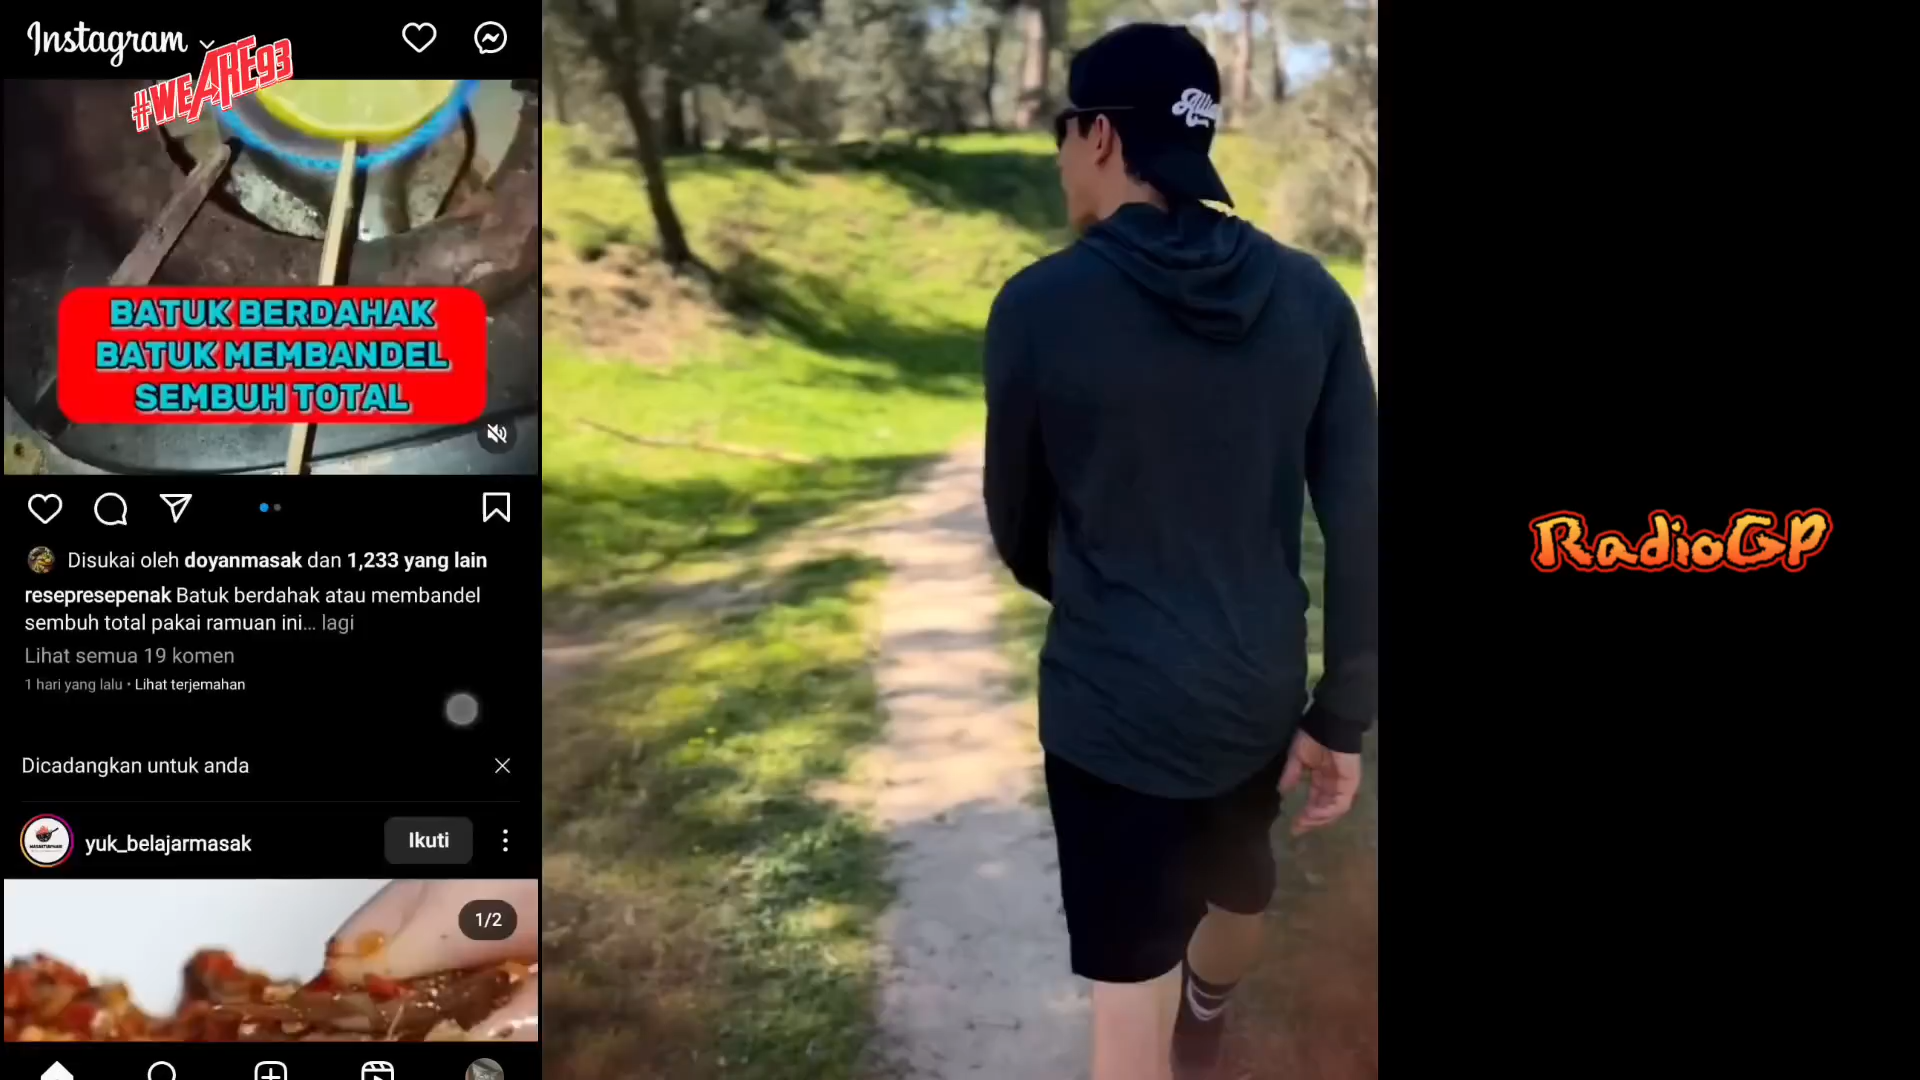 Instagram
#WEARE93
BATUK BERDAHAK
BATUK MEMBANDEL
SEMBUH TOTAL
Disukai oleh doyanmasak dan 1,233 yang lain
resepresepenak Batuk berdahak atau membandel
sembuh total pakai ramuan ini... lagi
Lihat semua 19 komen
1 hari yang lalu • Lihat terjemahan
Dicadangkan untuk anda
yuk_belajarmasak
Ikuti
1/2
RadioGP